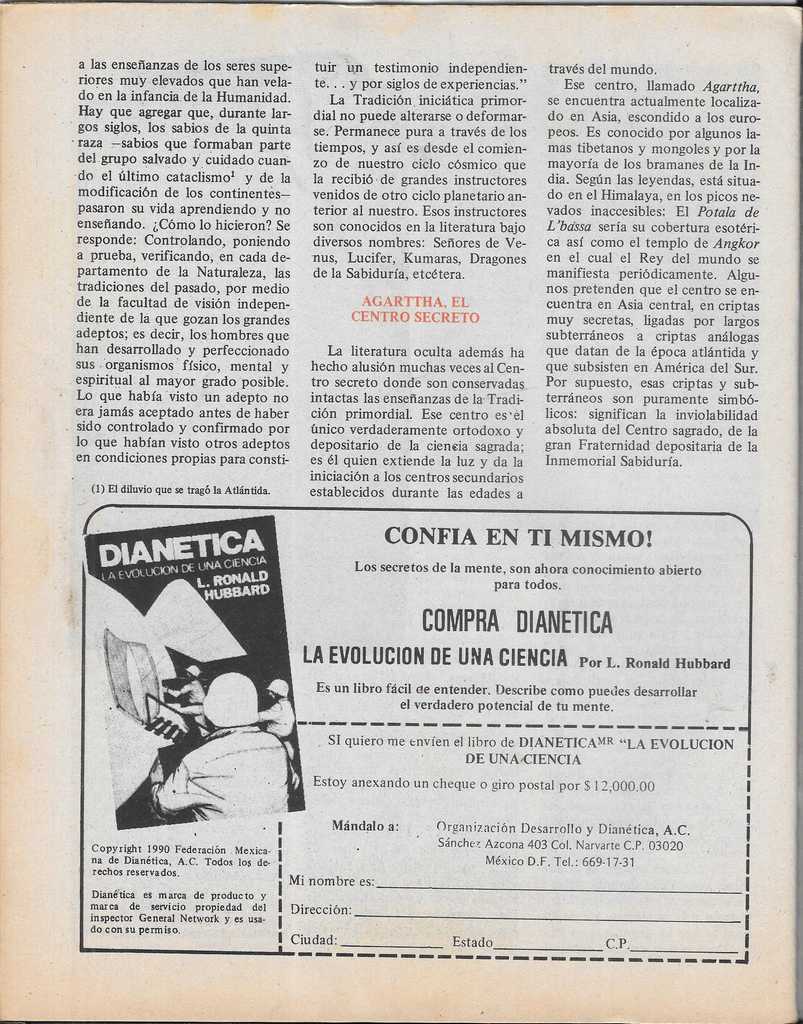 a las enseñanzas de los seres supe-
riores muy elevados que han vela-
do en la infancia de la Humanidad.
Hay que agregar que, durante lar-
gos siglos, los sabios de la quinta
raza —sabios que formaban parte
del grupo salvado y cuidado cuan-
do el último cataclismo¹ y de la
modificación de los continentes—
pasaron su vida aprendiendo y no
enseñando. ¿Cómo lo hicieron? Se
responde: Controlando, poniendo
a prueba, verificando, en cada de-
partamento de la Naturaleza, las
tradiciones del pasado, por medio
de la facultad de visión indepen-
diente de la que gozan los grandes
adeptos; es decir, los hombres que
han desarrollado y perfeccionado
sus organismos físico, mental y
espiritual al mayor grado posible.
Lo que había visto un adepto no
era jamás aceptado antes de haber
sido controlado y confirmado por
lo que habían visto otros adeptos
en condiciones propias para consti-
(1) El diluvio que se tragó la Atlántida.
tuir un testimonio independien-
te. . . y por siglos de experiencias."
La Tradición iniciática primor-
dial no puede alterarse o deformar-
se. Permanece pura a través de los
tiempos, y así es desde el comien-
zo de nuestro ciclo cósmico que
la recibió de grandes instructores
venidos de otro ciclo planetario an-
terior al nuestro. Esos instructores
son conocidos en la literatura bajo
diversos nombres: Señores de Ve-
nus, Lucifer, Kumaras, Dragones
de la Sabiduría, etcétera.
AGARTTHA, EL
CENTRO SECRETO
La literatura oculta además ha
hecho alusión muchas veces al Cen-
tro secreto donde son conservadas
intactas las enseñanzas de la Tradi-
ción primordial. Ese centro es el
único verdaderamente ortodoxo y
depositario de la ciencia sagrada;
es él quien extiende la luz y da la
iniciación a los centros secundarios
establecidos durante las edades a
través del mundo.
Ese centro, llamado Agarttha,
se encuentra actualmente localiza-
do en Asia, escondido a los euro-
peos. Es conocido por algunos la-
mas tibetanos y mongoles y por la
mayoría de los bramanes de la In-
dia. Según las leyendas, está situa-
do en el Himalaya, en los picos ne-
vados inaccesibles: El Potala de
L'hdssa sería su cobertura esotéri-
ca así como el templo de Angkor
en el cual el Rey del mundo se
manifiesta periódicamente. Algu-
nos pretenden que el centro se en-
cuentra en Asia central, en criptas
muy secretas, ligadas por largos
subterráneos a criptas análogas
que datan de la época atlántida y
que subsisten en América del Sur.
Por supuesto, esas criptas y sub-
terráneos son puramente simbó-
licos: significan la inviolabilidad
absoluta del Centro sagrado, de la
gran Fraternidad depositaria de la
Inmemorial Sabiduría.
DIANETICA
LA EVOLUCION DE UNA CIENCIA
L. RONALD
HUBBARD
CONFIA EN TI MISMO!
Los secretos de la mente, son ahora conocimiento abierto
para todos.
COMPRA DIANETICA
LA EVOLUCION DE UNA CIENCIA Por L. Ronald Hubbard
Es un libro fácil de entender. Describe como puedes desarrollar
el verdadero potencial de tu mente.
SI quiero me envíen el libro de DIANETICA MR "LA EVOLUCION
DE UNA CIENCIA
Estoy anexando un cheque o giro postal por $ 12,000.00
Mándalo a: Organización Desarrollo y Dianética, A.C.
Sánchez Azcona 403 Col. Narvarte C.P. 03020
México D.F. Tel.: 669-17-31
Mi nombre es:
Dirección:
Ciudad: Estado C.P.
Copyright 1990 Federación Mexica-
na de Dianética, A.C. Todos los de-
rechos reservados.
Dianética es marca de producto y
marca de servicio propiedad del
inspector General Network y es usa-
do con su permiso.